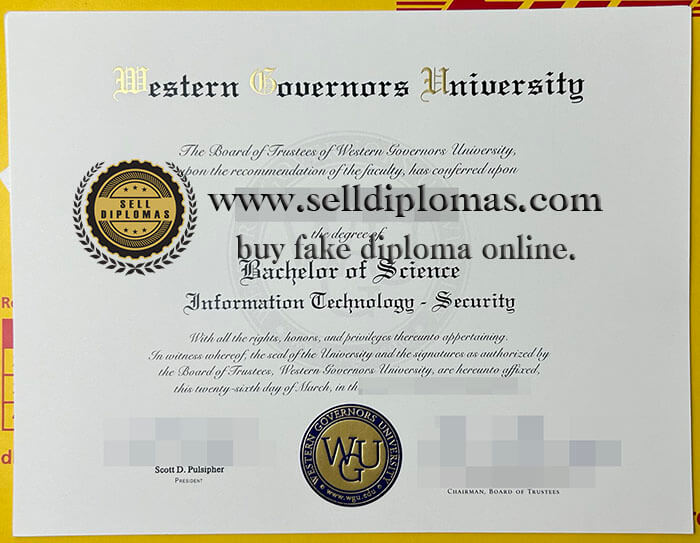 Western Governors University
The Board of Trustees of Western Governors University,
upon the recommendation of the faculty, has conferred upon
SELL
DIPLOMAS
www.selldiplomas.com
the degree of
buy fake diploma online.
Bachelor of Science
Information Technology - Security
With all the rights, honors, and privileges thereunto appertaining.
In witness whereof, the seal of the University and the signatures as authorized by
the Board of Trustees, Western Governors University, are hereunto affixed,
this twenty-sixth day of March, in th
Scott D. Pulsipher
PRESIDENT
WESTERN GOVERNORS UNIVERSITY
WGU
www.wgu.edu
CHAIRMAN, BOARD OF TRUSTEES